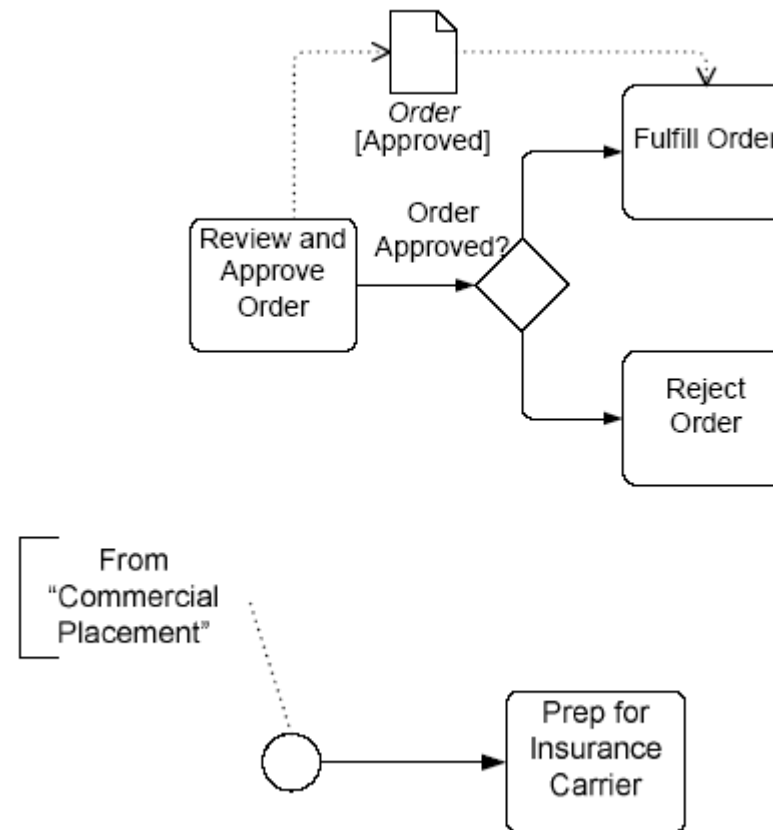 Order
[Approved]
Fulfill Order
Order
Approved?
Review and
Approve
Order
Reject
Order
From
“Commercial
Placement”
Prep for
Insurance
Carrier